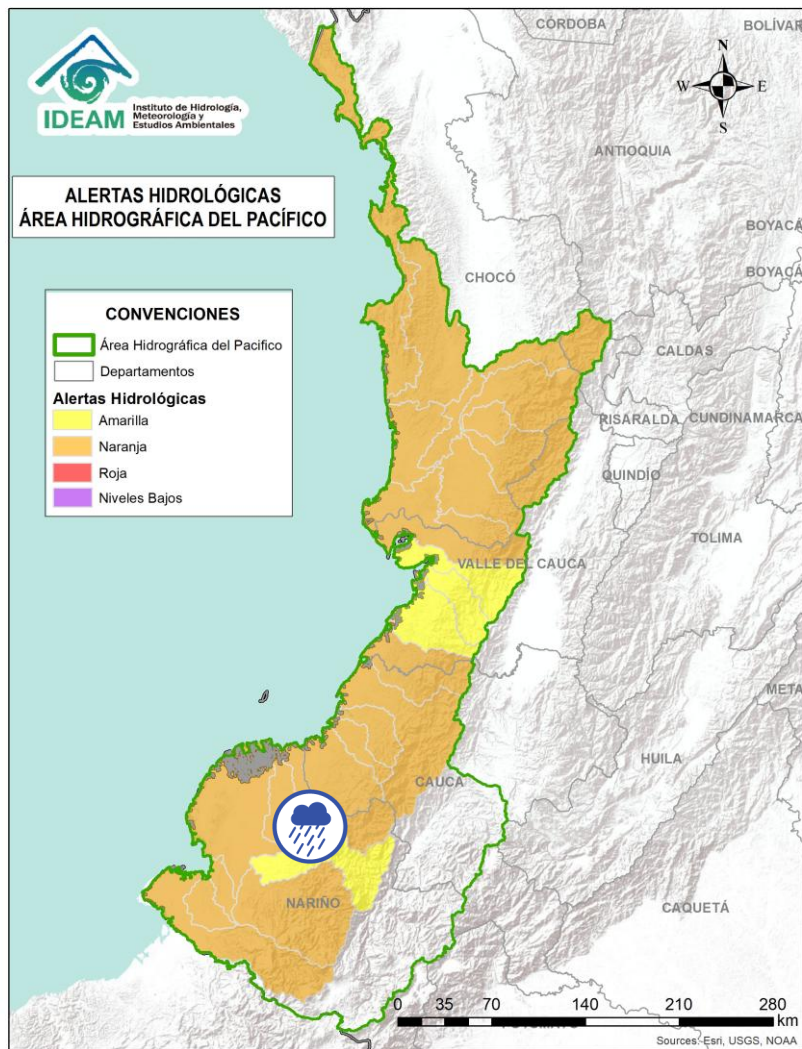 IDEAM
Instituto de Hidrología,
Meteorología y
Estudios Ambientales
ALERTAS HIDROLÓGICAS
ÁREA HIDROGRÁFICA DEL PACÍFICO
CONVENCIONES
Área Hidrográfica del Pacifico
Departamentos
Alertas Hidrológicas
Amarilla
Naranja
Roja
Niveles Bajos
N
W
E
S
CÓRDOBA
BOLÍVAR
ANTIOQUIA
BOYACÁ
BOYACÁ
CHOCÓ
CALDAS
RISARALDA
CUNDINAMARCA
QUINDÍO
TOLIMA
VALLE DEL CAUCA
META
HUILA
CAUCA
NARIÑO
CAQUETÁ
0 35 70 140 210 280
km
Sources: Esri, USGS, NOAA